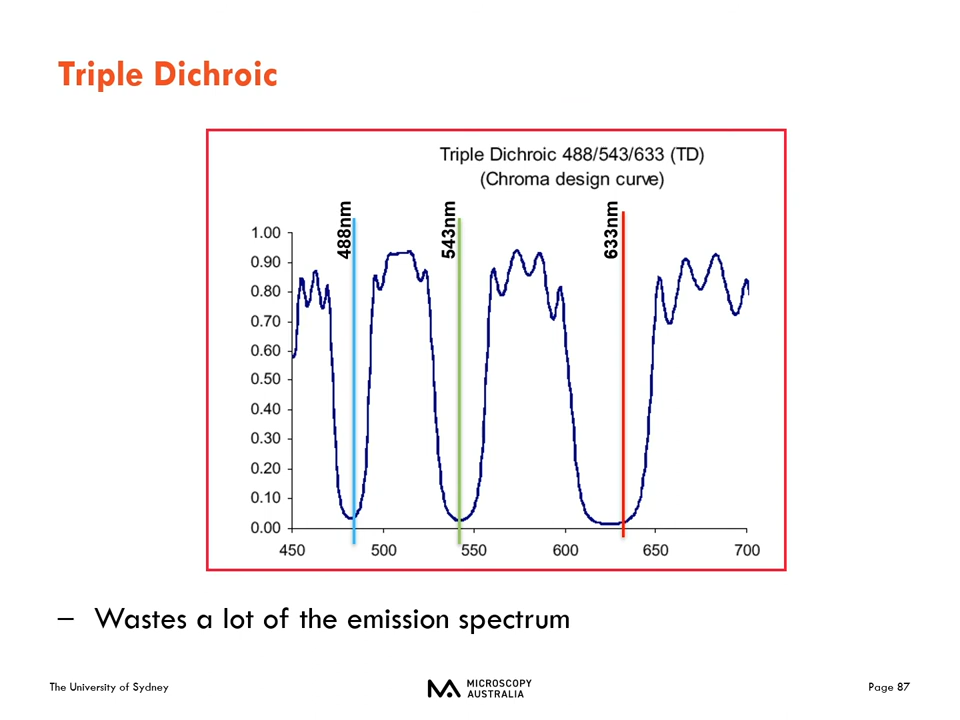 Triple Dichroic
Triple Dichroic 488/543/633 (TD)
(Chroma design curve)
488nm
543nm
633nm
1.00
0.90
0.80
0.70
0.60
0.50
0.40
0.30
0.20
0.10
0.00
450 500 550 600 650 700
– Wastes a lot of the emission spectrum
The University of Sydney
MICROSCOPY
AUSTRALIA
Page 87